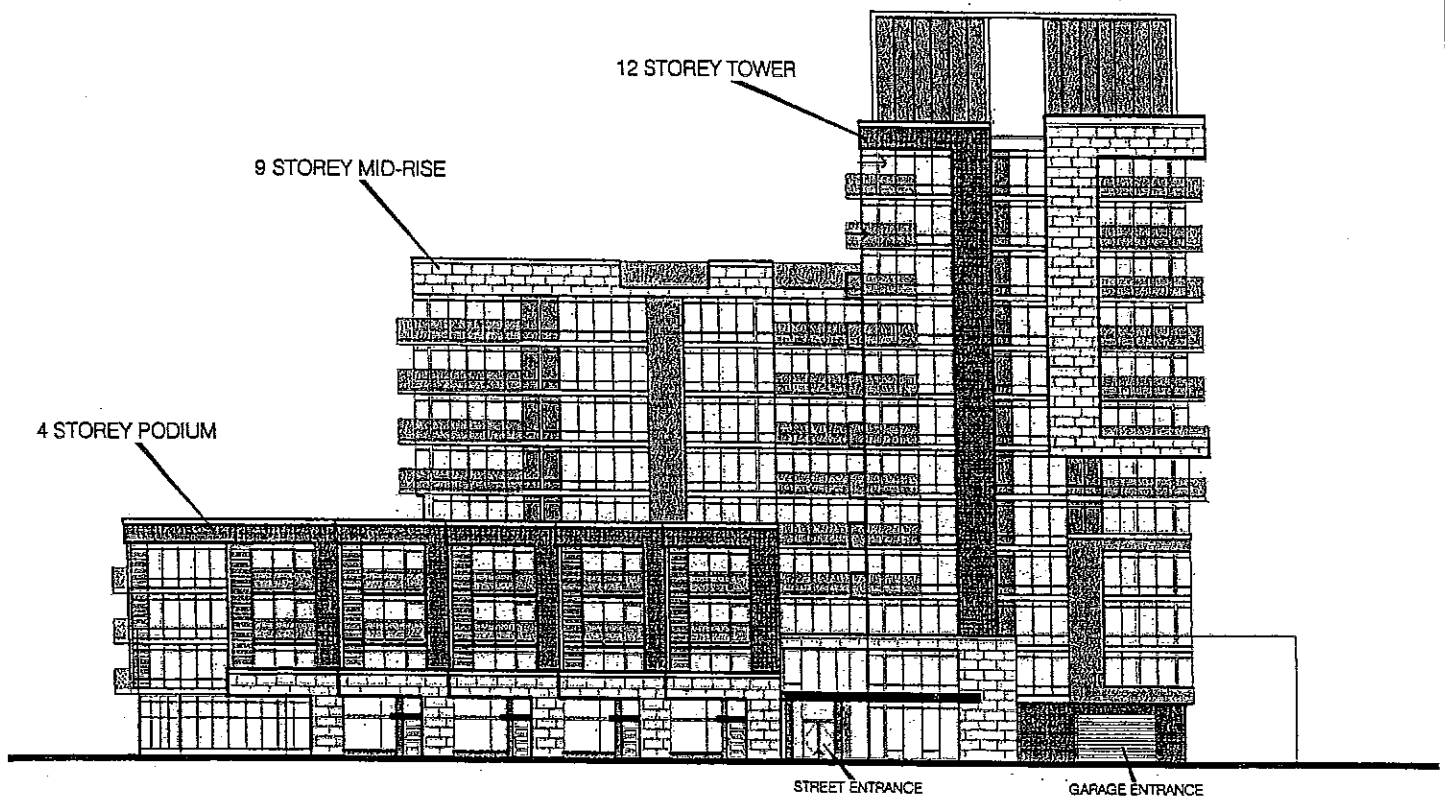 12 STOREY TOWER
9 STOREY MID-RISE
4 STOREY PODIUM
STREET ENTRANCE
GARAGE ENTRANCE